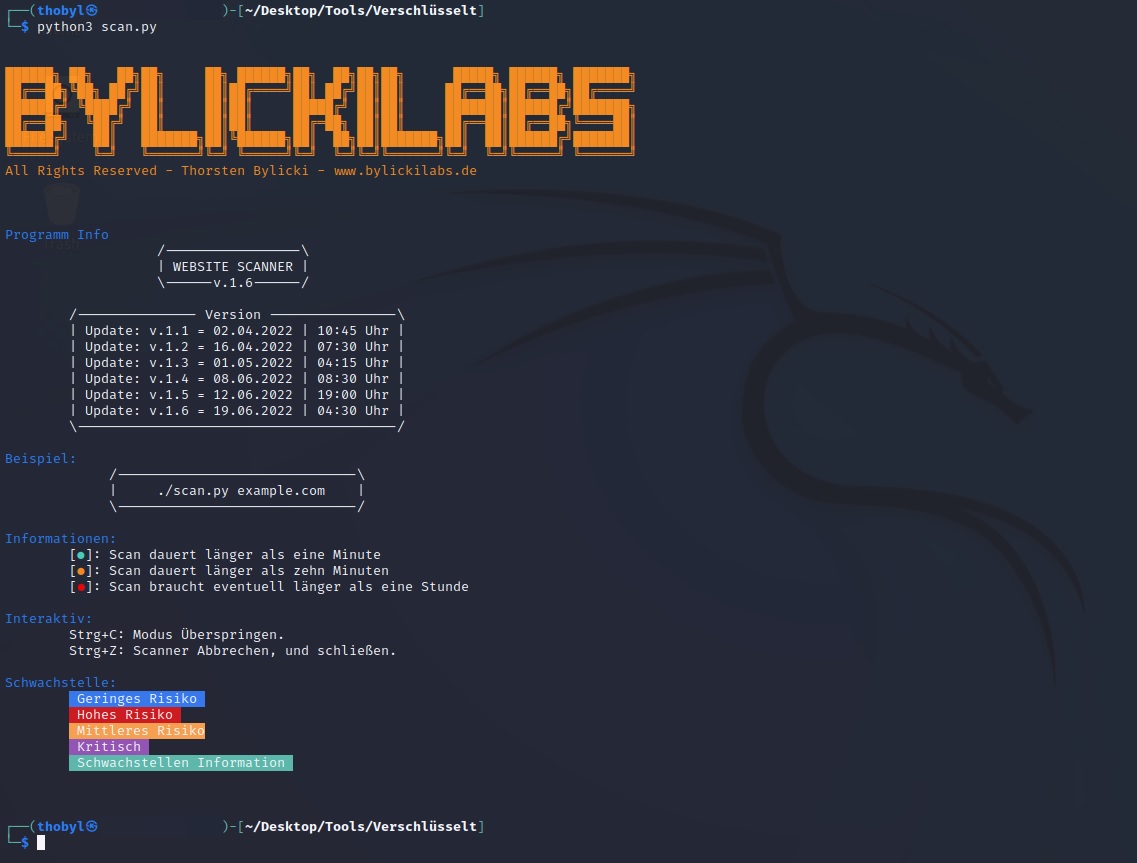 ┌──(thobyl㉿ )-[~/Desktop/Tools/Verschlüsselt]
└─$ python3 scan.py
BYLICKILABS
All Rights Reserved - Thorsten Bylicki - www.bylickilabs.de
Programm Info
| WEBSITE SCANNER |
\——v.1.6——/
/—— Version ——\
| Update: v.1.1 = 02.04.2022 | 10:45 Uhr |
| Update: v.1.2 = 16.04.2022 | 07:30 Uhr |
| Update: v.1.3 = 01.05.2022 | 04:15 Uhr |
| Update: v.1.4 = 08.06.2022 | 08:30 Uhr |
| Update: v.1.5 = 12.06.2022 | 19:00 Uhr |
| Update: v.1.6 = 19.06.2022 | 04:30 Uhr |
Beispiel:
| ./scan.py example.com |
Informationen:
[●]: Scan dauert länger als eine Minute
[●]: Scan dauert länger als zehn Minuten
[●]: Scan braucht eventuell länger als eine Stunde
Interaktiv:
Strg+C: Modus Überspringen.
Strg+Z: Scanner Abbrechen, und schließen.
Schwachstelle:
Geringes Risiko
Hohes Risiko
Mittleres Risiko
Kritisch
Schwachstellen Information
┌──(thobyl㉿ )-[~/Desktop/Tools/Verschlüsselt]
└─$